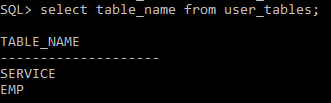 SQL> select table_name from user_tables;
TABLE_NAME
--------------------
SERVICE
EMP